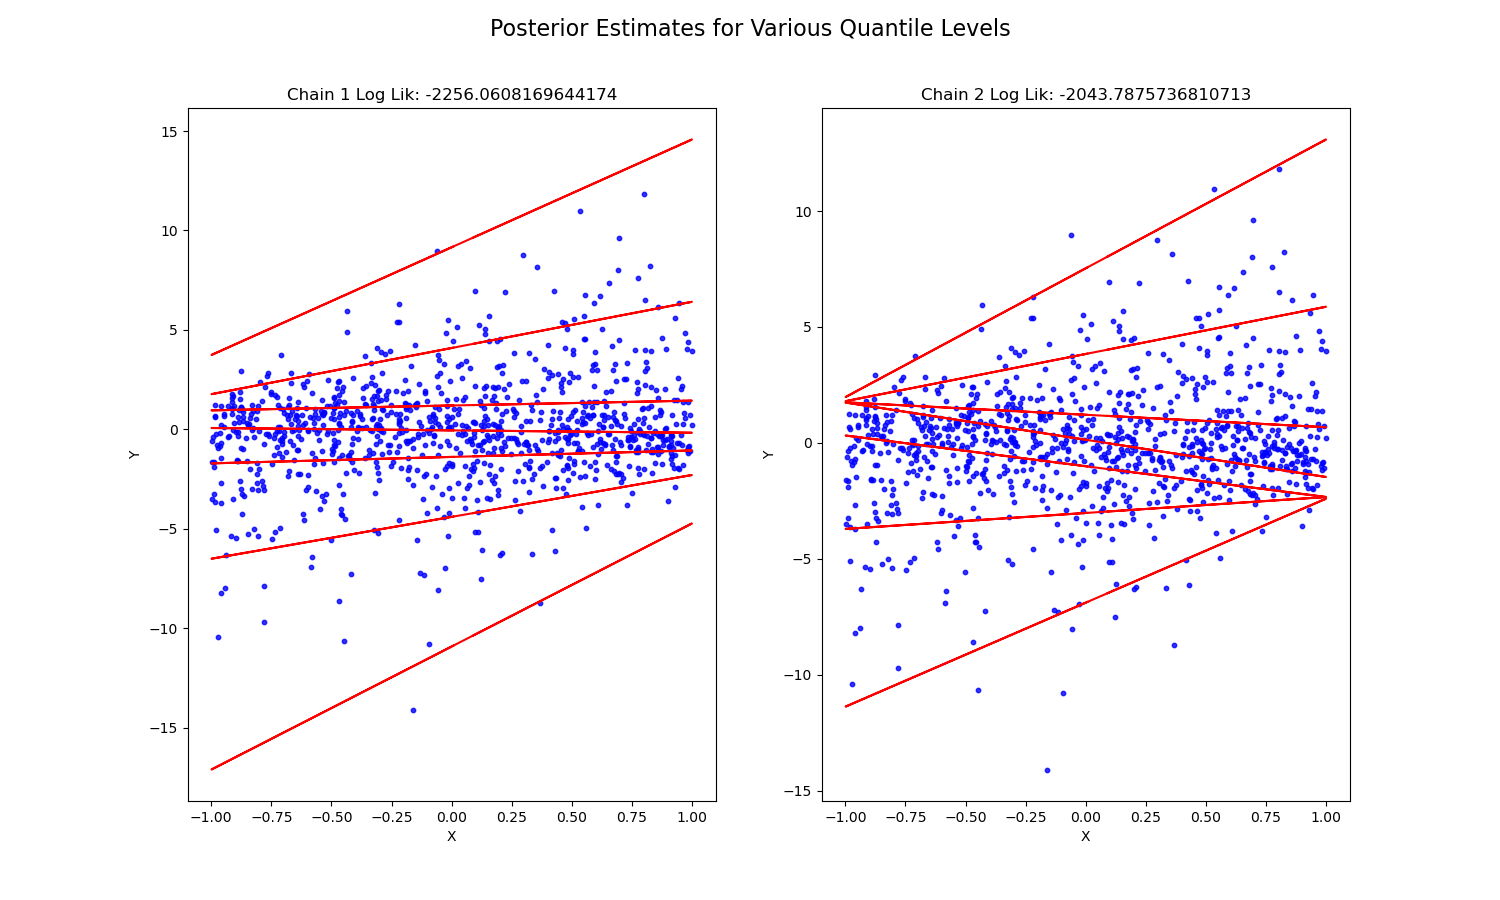 Posterior Estimates for Various Quantile Levels
Chain 1 Log Lik: -2256.0608169644174
15
10
5
0
−5
−10
−15
Y
−1.00 −0.75 −0.50 −0.25 0.00 0.25 0.50 0.75 1.00
X
Chain 2 Log Lik: -2043.7875736810713
10
5
0
−5
−10
−15
Y
−1.00 −0.75 −0.50 −0.25 0.00 0.25 0.50 0.75 1.00
X